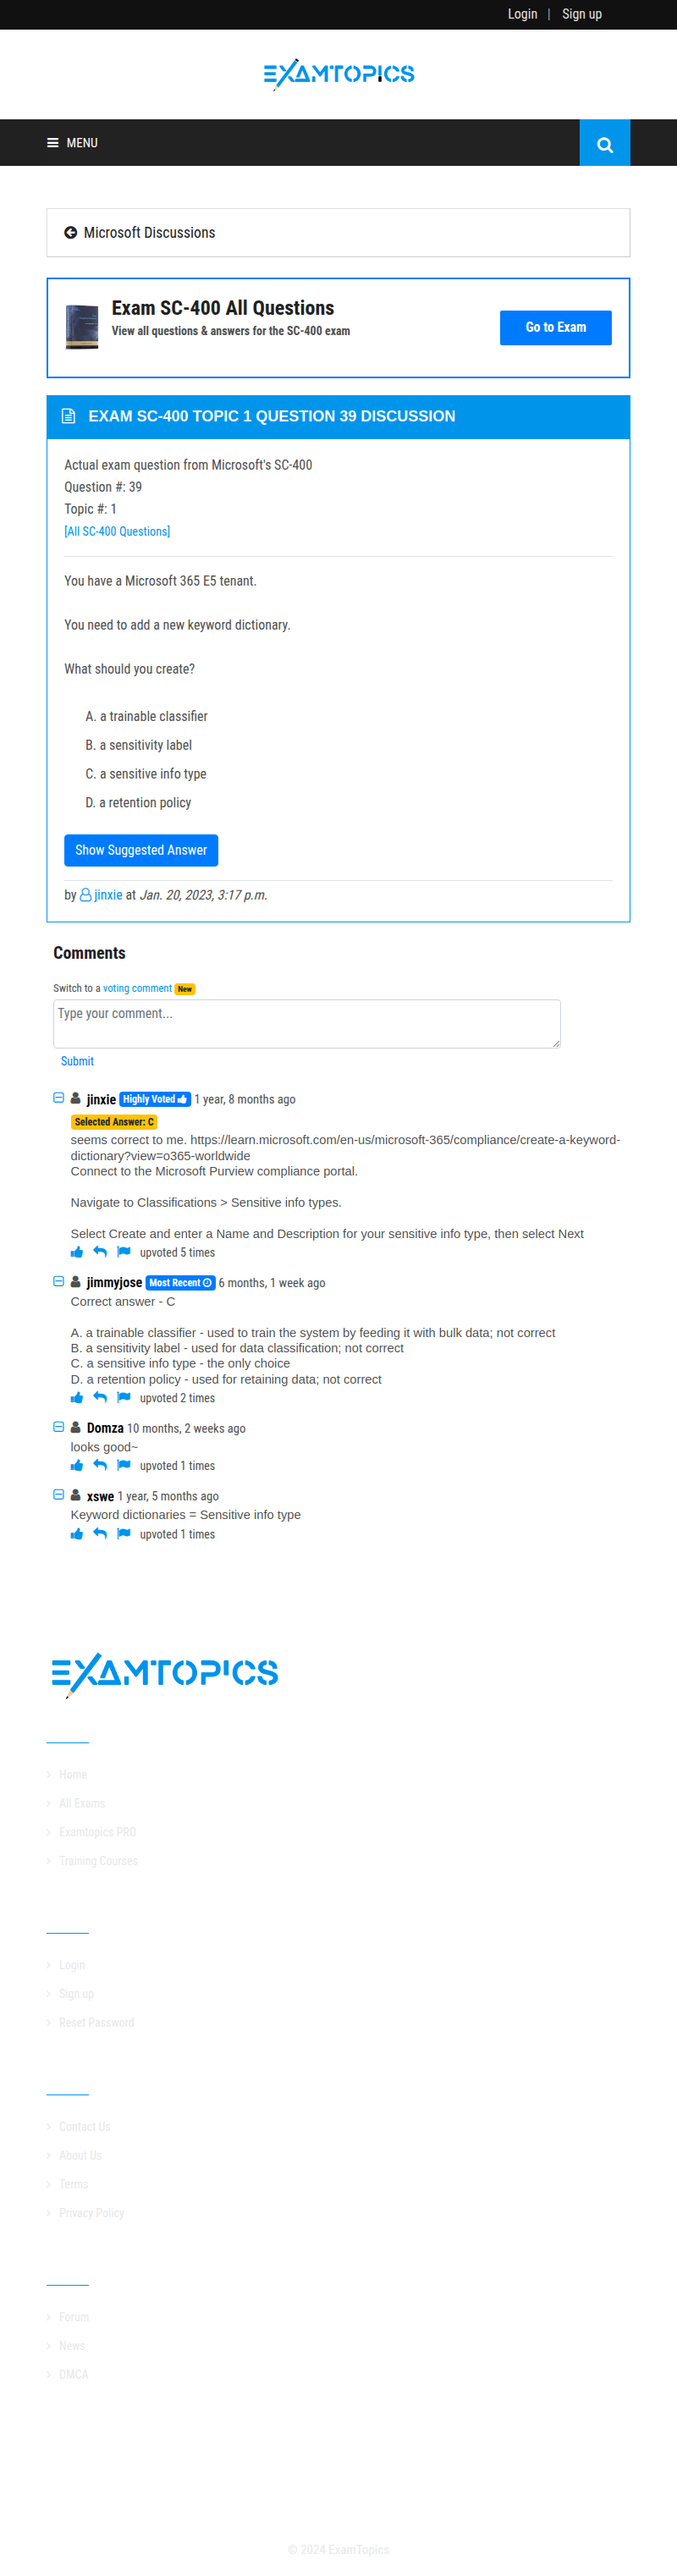 Login | Sign up
EXAMTOPICS
MENU
Microsoft Discussions
Exam SC-400 All Questions
View all questions & answers for the SC-400 exam
Go to Exam
EXAM SC-400 TOPIC 1 QUESTION 39 DISCUSSION
Actual exam question from Microsoft's SC-400
Question #: 39
Topic #: 1
[All SC-400 Questions]
You have a Microsoft 365 E5 tenant.
You need to add a new keyword dictionary.
What should you create?
A. a trainable classifier
B. a sensitivity label
C. a sensitive info type
D. a retention policy
Show Suggested Answer
by jinxie at Jan. 20, 2023, 3:17 p.m.
Comments
Switch to a voting comment New
Type your comment...
Submit
jinxie Highly Voted 1 year, 8 months ago
Selected Answer: C
seems correct to me. https://learn.microsoft.com/en-us/microsoft-365/compliance/create-a-keyword-
dictionary?view=o365-worldwide
Connect to the Microsoft Purview compliance portal.
Navigate to Classifications > Sensitive info types.
Select Create and enter a Name and Description for your sensitive info type, then select Next
upvoted 5 times
jimmyjose Most Recent 6 months, 1 week ago
Correct answer - C
A. a trainable classifier - used to train the system by feeding it with bulk data; not correct
B. a sensitivity label - used for data classification; not correct
C. a sensitive info type - the only choice
D. a retention policy - used for retaining data; not correct
upvoted 2 times
Domza 10 months, 2 weeks ago
looks good~
upvoted 1 times
xswe 1 year, 5 months ago
Keyword dictionaries = Sensitive info type
upvoted 1 times
EXAMTOPICS
Home
All Exams
Examtopics PRO
Training Courses
Login
Sign up
Reset Password
Contact Us
About Us
Terms
Privacy Policy
Forum
News
DMCA
© 2024 ExamTopics